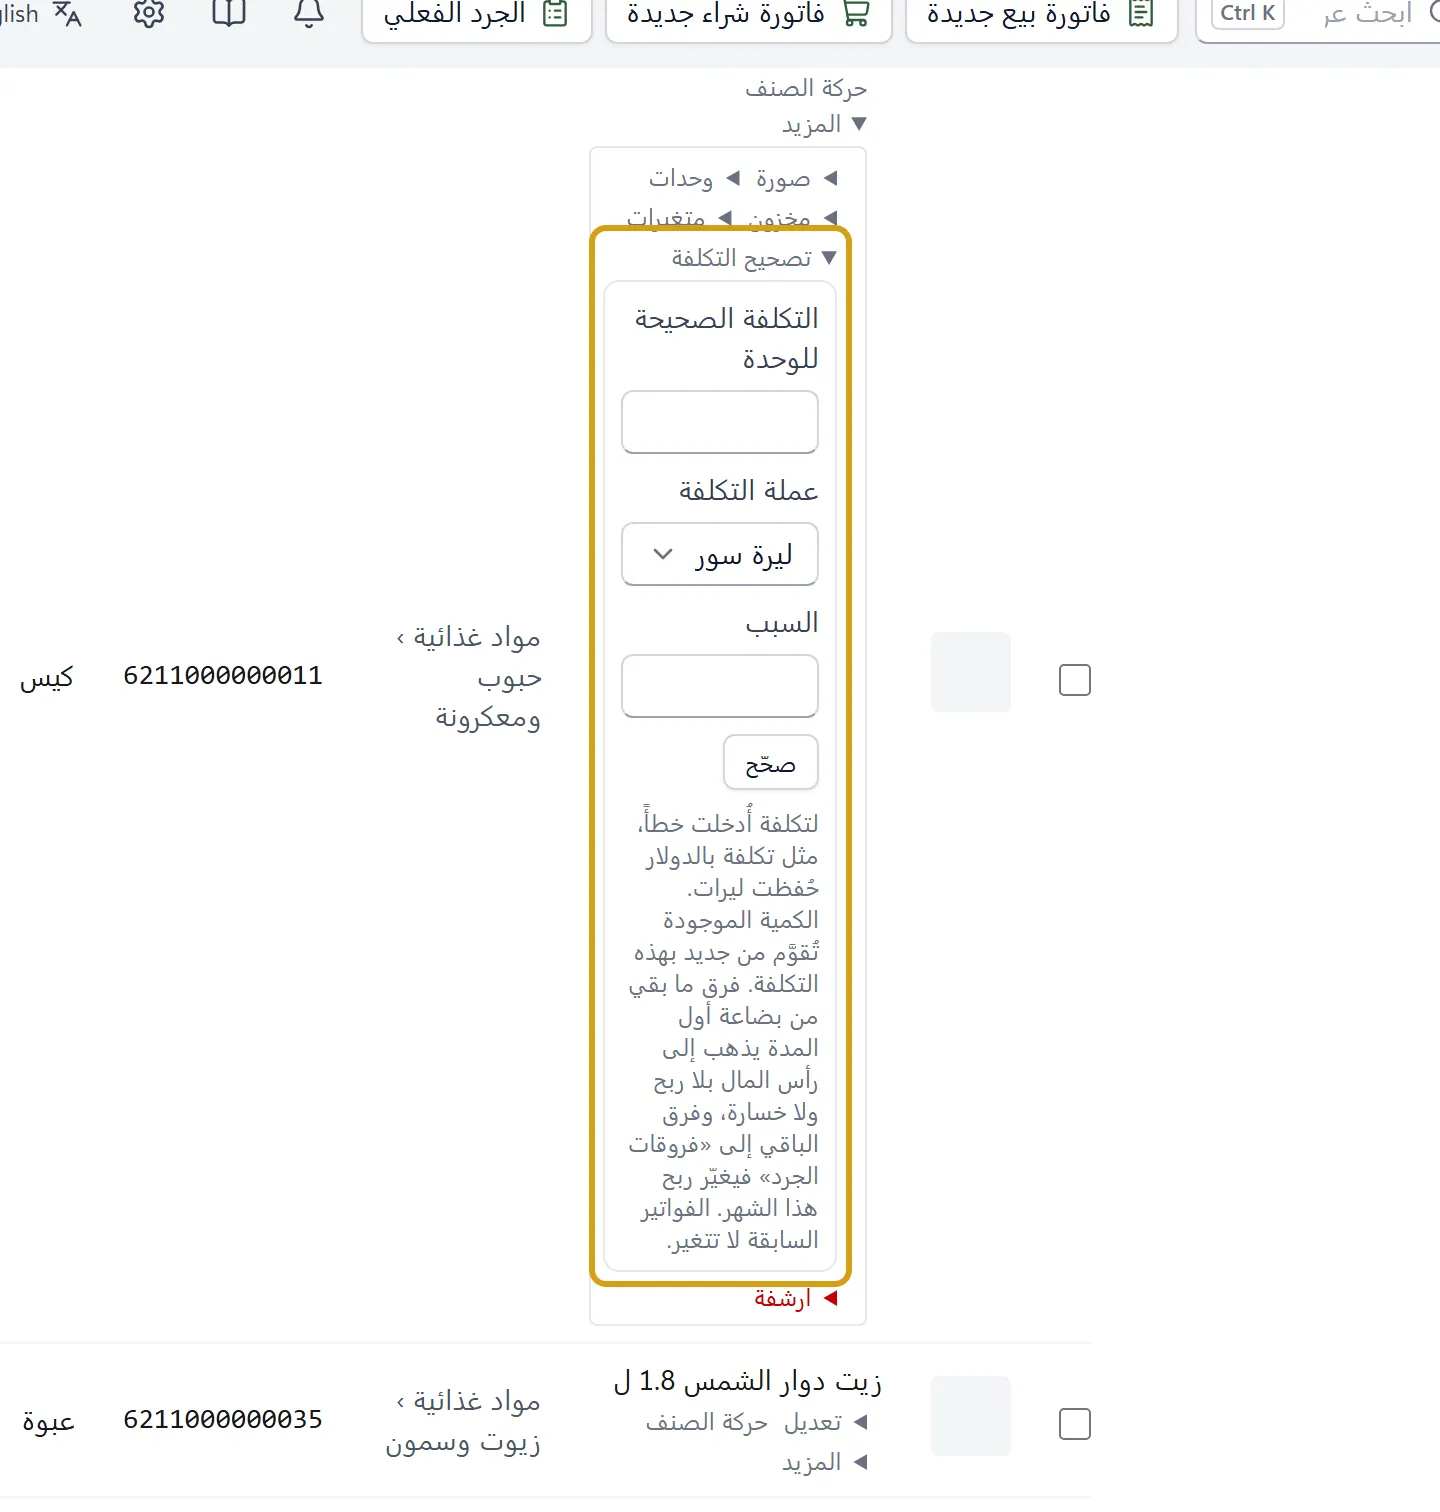 Ctrl K
فاتورة بيع جديدة
فاتورة شراء جديدة
الجرد الفعلي
حركة الصنف
المزيد
صورة
وحدات
مخزون
متغيرات
تصحيح التكلفة
التكلفة الصحيحة
للوحدة
عملة التكلفة
ليرة سور
السبب
صحّح
لتكلفة أُدخلت خطأً،
مثل تكلفة بالدولار
حُفظت ليرات.
الكمية الموجودة
تُقوَّم من جديد بهذه
التكلفة. فرق ما بقي
من بضاعة أول
المدة يذهب إلى
رأس المال بلا ربح
ولا خسارة، وفرق
الباقي إلى «فروقات
الجرد» فيغيّر ربح
هذا الشهر. الفواتير
السابقة لا تتغير.
أرشفة
مواد غذائية ›
حبوب
ومعكرونة
6211000000011
كيس
زيت دوار الشمس 1.8 ل
تعديل
حركة الصنف
المزيد
مواد غذائية ›
زيوت وسمون
6211000000035
عبوة